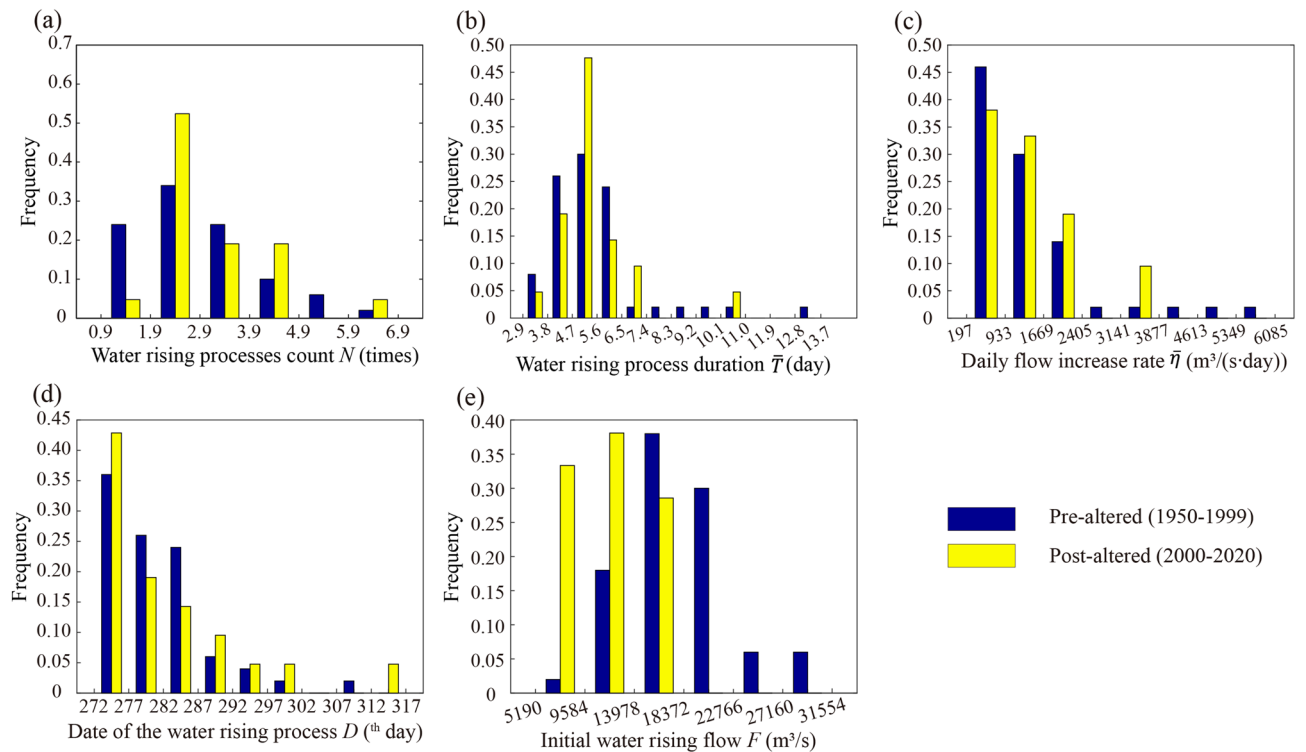 (a)
0.7
0.6
0.5
0.4
0.3
0.2
0.1
0
Frequency
0.9 1.9 2.9 3.9 4.9 5.9 6.9
Water rising processes count N (times)
(b)
0.50
0.45
0.40
0.35
0.30
0.25
0.20
0.15
0.10
0.05
0
Frequency
2.9 3.8 4.7 5.6 6.5 7.4 8.3 9.2 10.1 11.0 11.9 12.8 13.7
Water rising process duration T̄ (day)
(c)
0.50
0.45
0.40
0.35
0.30
0.25
0.20
0.15
0.10
0.05
0
Frequency
197 933 1669 2405 3141 3877 4613 5349 6085
Daily flow increase rate η̄ (m³/(s·day))
(d)
0.45
0.40
0.35
0.30
0.25
0.20
0.15
0.10
0.05
0
Frequency
272 277 282 287 292 297 302 307 312 317
Date of the water rising process D (th day)
(e)
0.40
0.35
0.30
0.25
0.20
0.15
0.10
0.05
0
Frequency
5190 9584 13978 18372 22766 27160 31554
Initial water rising flow F (m³/s)
Pre-altered (1950-1999)
Post-altered (2000-2020)